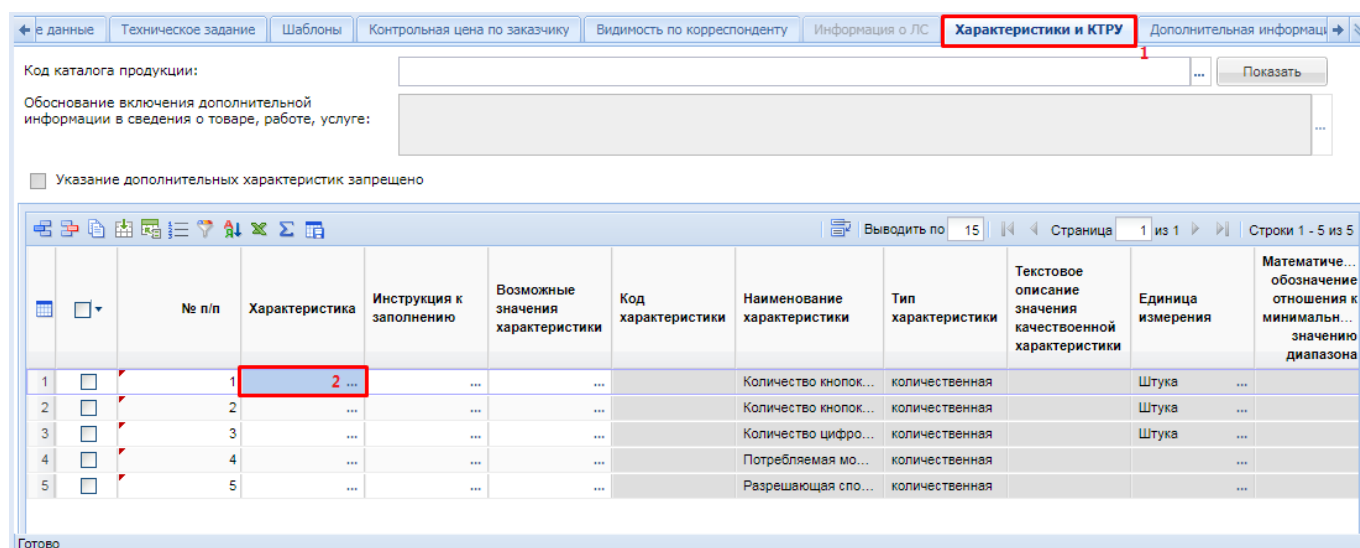 е данные Техническое задание Шаблоны Контрольная цена по заказчику Видимость по корреспонденту Информация о ЛС Характеристики и КТРУ Дополнительная информаці
1
Код каталога продукции: ... Показать
Обоснование включения дополнительной
информации в сведения о товаре, работе, услуге:
...
Указание дополнительных характеристик запрещено
Выводить по 15 Страница 1 из 1 Строки 1 - 5 из 5
№ п/п
Характеристика
Инструкция к
заполнению
Возможные
значения
характеристики
Код
характеристики
Наименование
характеристики
Тип
характеристики
Текстовое
описание
значения
качествоенной
характеристики
Единица
измерения
Математиче...
обозначение
отношения к
минимальн...
значению
диапазона
1 1 2 ... ... ... Количество кнопок... количественная Штука ...
2 2 ... ... ... Количество кнопок... количественная Штука ...
3 3 ... ... ... Количество цифро... количественная Штука ...
4 4 ... ... ... Потребляемая мо... количественная ...
5 5 ... ... ... Разрешающая спо... количественная ...
Готово